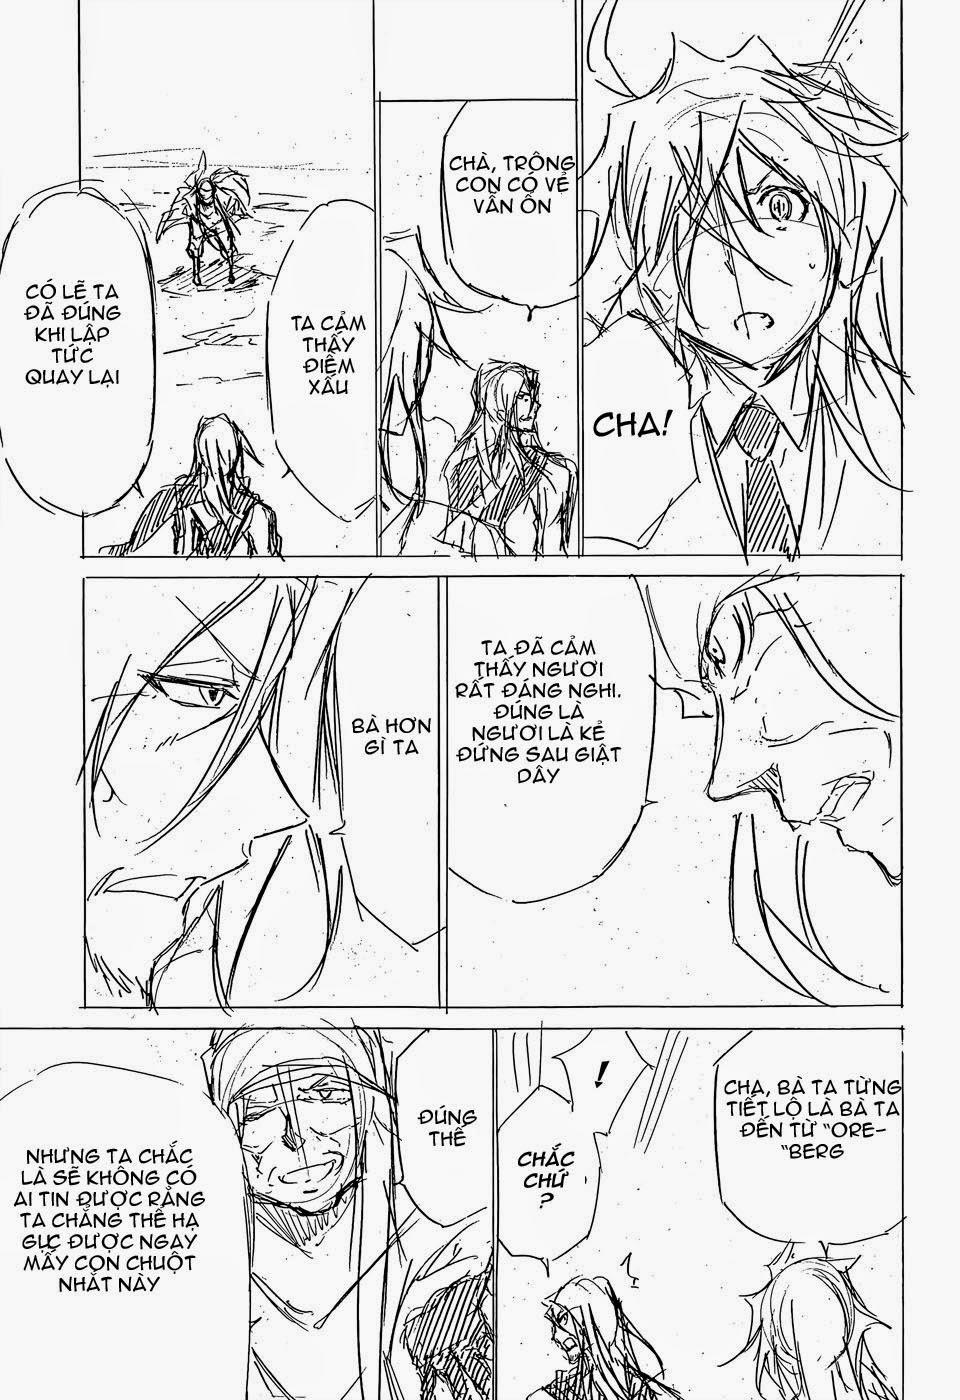 CHA!
CHÀ, TRÔNG
CON CÓ VẺ
VẪN ỔN
TA CẢM
THẤY
ĐIỀM
XẤU
CÓ LẼ TA
ĐÃ ĐÚNG
KHI LẬP
TỨC
QUAY LẠI
TA ĐÃ CẢM
THẤY NGƯƠI
RẤT ĐÁNG NGHI.
ĐÚNG LÀ
NGƯƠI LÀ KẺ
ĐỨNG SAU GIẬT
DÂY
BÀ HƠN
GÌ TA
CHA, BÀ TA TỪNG
TIẾT LỘ LÀ BÀ TA
ĐẾN TỪ "ORE-
"BERG
!
CHẮC
CHỨ
?
ĐÚNG
THẾ
NHƯNG TA CHẮC
LÀ SẼ KHÔNG CÓ
AI TIN ĐƯỢC RẰNG
TA CHẲNG THỂ HẠ
GỤC ĐƯỢC NGAY
MẤY CON CHUỘT
NHẮT NÀY